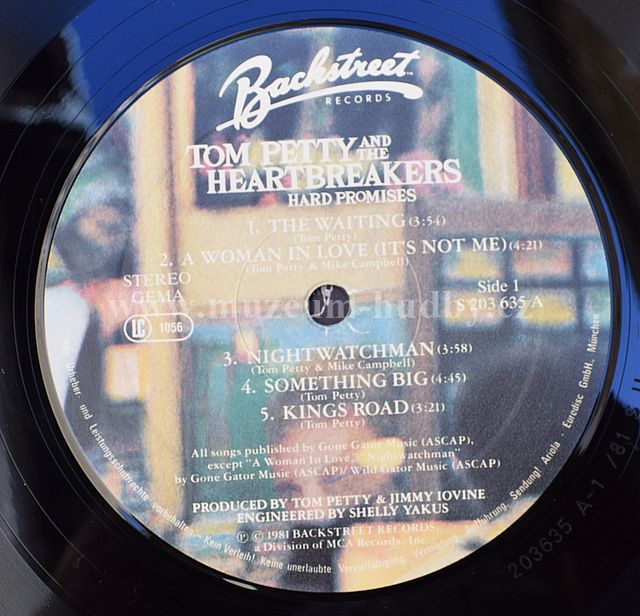 Backstreet™
RECORDS
TOM PETTY AND THE
HEARTBREAKERS
HARD PROMISES
1. THE WAITING (3:54)
(Tom Petty)
2. A WOMAN IN LOVE (IT'S NOT ME) (4:21)
(Tom Petty & Mike Campbell)
STEREO
GEMA
LC 1056
Side 1
S 203 635 A
www.muzeum-hudby.cz
3. NIGHTWATCHMAN (3:58)
(Tom Petty & Mike Campbell)
4. SOMETHING BIG (4:45)
(Tom Petty)
5. KINGS ROAD (3:21)
(Tom Petty)
All songs published by Gone Gator Music (ASCAP),
except "A Woman In Love," "Nightwatchman"
by Gone Gator Music (ASCAP)/ Wild Gator Music (ASCAP)
PRODUCED BY TOM PETTY & JIMMY IOVINE
ENGINEERED BY SHELLY YAKUS
℗ © 1981 BACKSTREET RECORDS,
a Division of MCA Records, Inc.
Alle Urheber- und Leistungsschutzrechte vorbehalten - Kein Verleih! Keine unerlaubte Vervielfältigung, Vermietung, Aufführung, Sendung! Ariola - Eurodisc GmbH., München
203635 A-1 /81 S